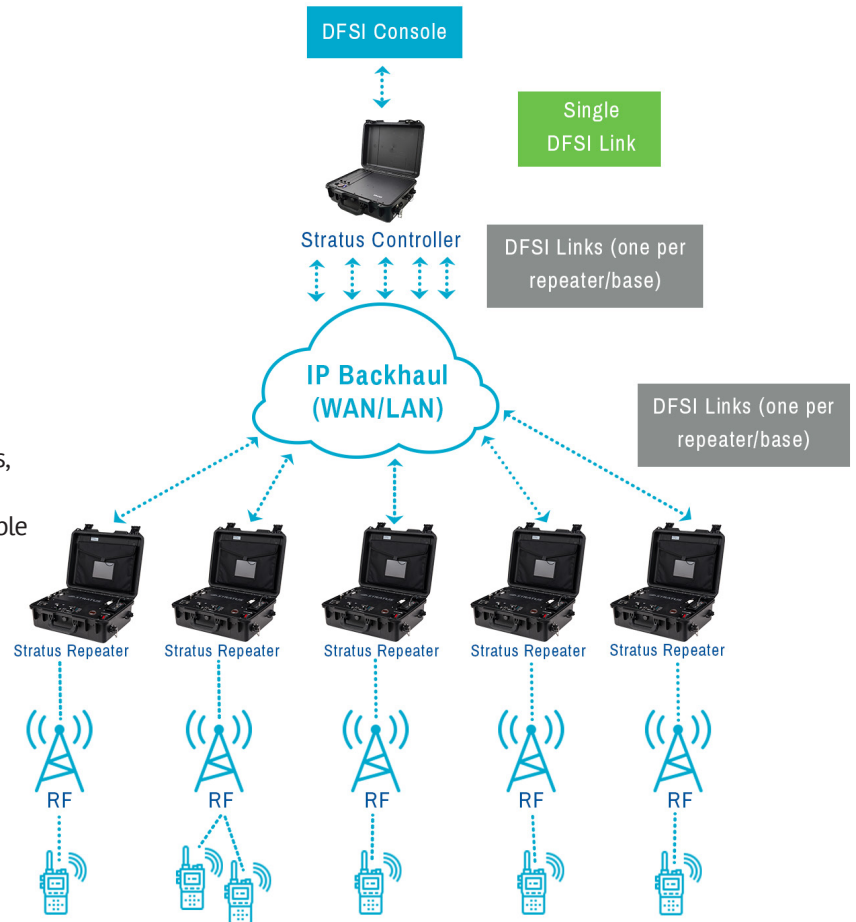 DFSI Console
Single
DFSI Link
Stratus Controller
DFSI Links (one per
repeater/base)
IP Backhaul
(WAN/LAN)
DFSI Links (one per
repeater/base)
Stratus Repeater
Stratus Repeater
Stratus Repeater
Stratus Repeater
Stratus Repeater
RF
RF
RF
RF
RF